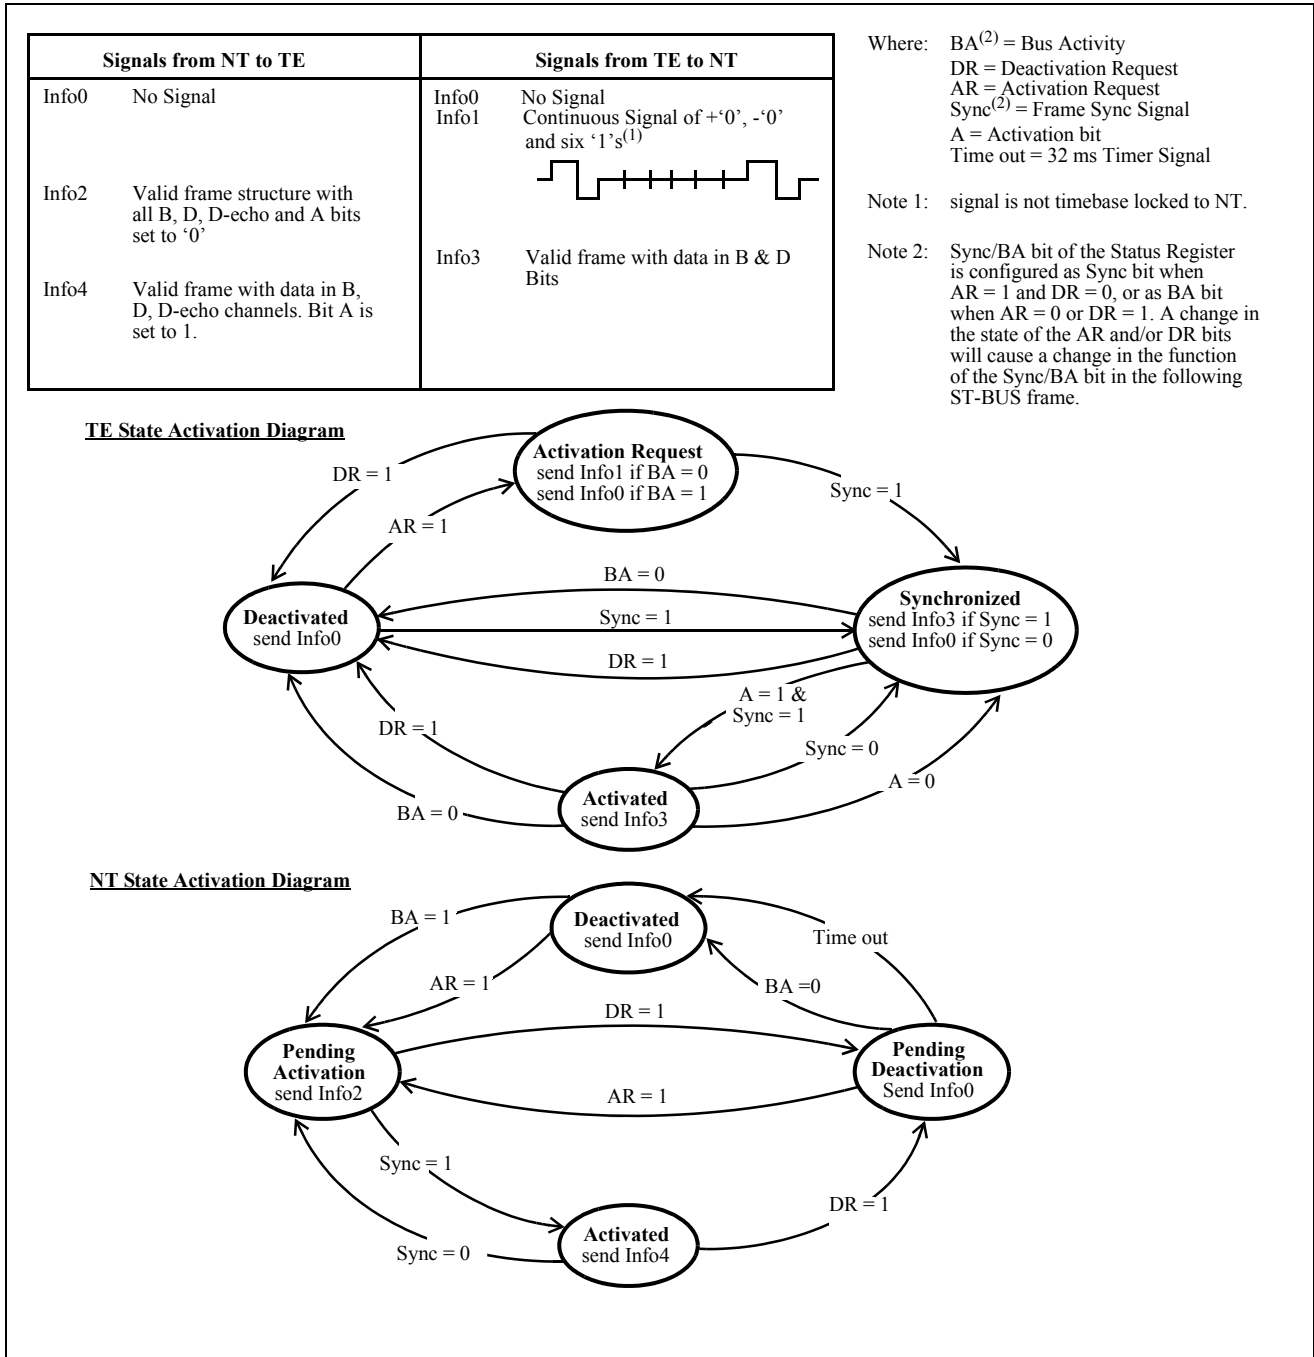 Signals from NT to TE
Info0 No Signal
Info2 Valid frame structure with
all B, D, D-echo and A bits
set to ‘0’
Info4 Valid frame with data in B,
D, D-echo channels. Bit A is
set to 1.
Signals from TE to NT
Info0 No Signal
Info1 Continuous Signal of +‘0’, -‘0’
and six ‘1’s(1)
Info3 Valid frame with data in B & D
Bits
Where: BA(2) = Bus Activity
DR = Deactivation Request
AR = Activation Request
Sync(2) = Frame Sync Signal
A = Activation bit
Time out = 32 ms Timer Signal
Note 1: signal is not timebase locked to NT.
Note 2: Sync/BA bit of the Status Register
is configured as Sync bit when
AR = 1 and DR = 0, or as BA bit
when AR = 0 or DR = 1. A change in
the state of the AR and/or DR bits
will cause a change in the function
of the Sync/BA bit in the following
ST-BUS frame.
TE State Activation Diagram
Activation Request
send Info1 if BA = 0
send Info0 if BA = 1
DR = 1
Sync = 1
AR = 1
BA = 0
Deactivated
send Info0
Sync = 1
Synchronized
send Info3 if Sync = 1
send Info0 if Sync = 0
DR = 1
A = 1 &
Sync = 1
DR = 1
Sync = 0
A = 0
Activated
send Info3
BA = 0
NT State Activation Diagram
BA = 1
Deactivated
send Info0
Time out
AR = 1
BA =0
DR = 1
Pending
Activation
send Info2
Pending
Deactivation
Send Info0
AR = 1
Sync = 1
DR = 1
Activated
send Info4
Sync = 0